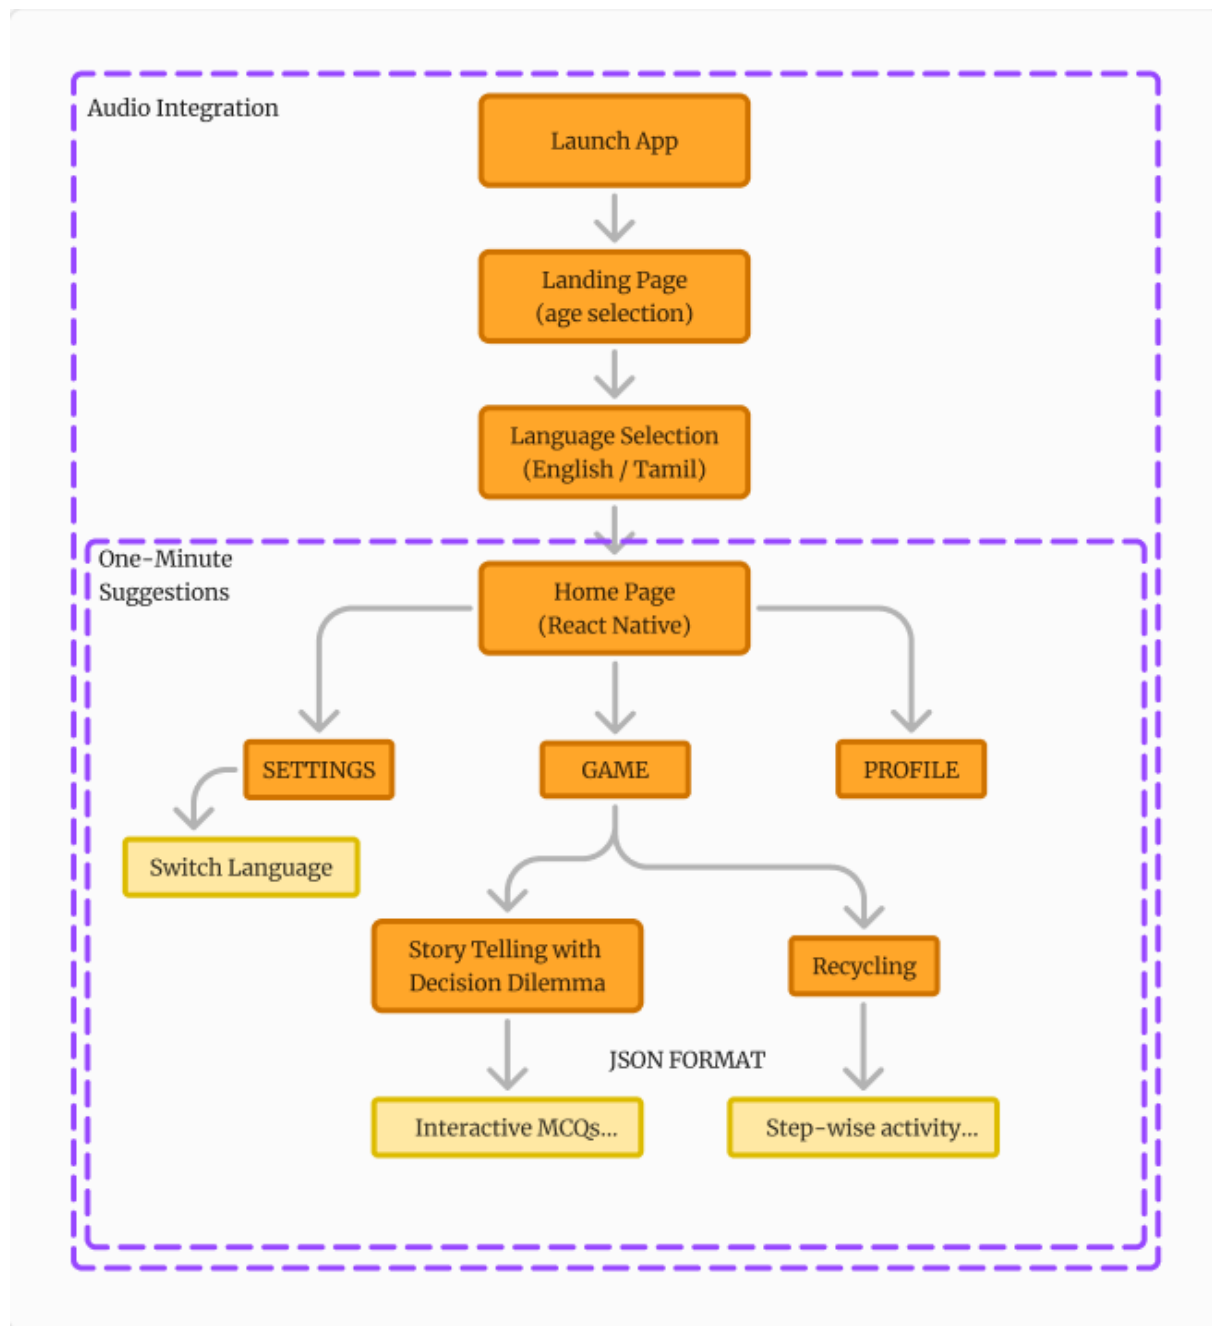 Audio Integration
Launch App
Landing Page
(age selection)
Language Selection
(English / Tamil)
One-Minute
Suggestions
Home Page
(React Native)
SETTINGS
GAME
PROFILE
Switch Language
Story Telling with
Decision Dilemma
Recycling
JSON FORMAT
Interactive MCQs...
Step-wise activity...